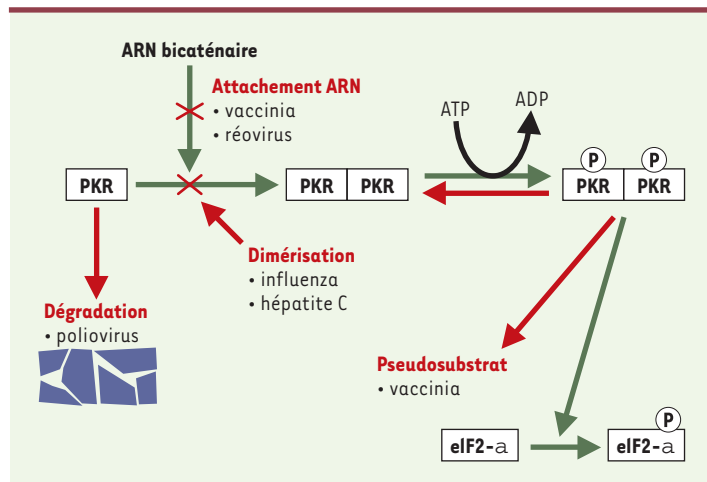 ARN bicaténaire
Attachement ARN
• vaccinia
• réovirus
ATP
ADP
PKR
PKR
PKR
P
P
PKR
PKR
Dimérisation
• influenza
• hépatite C
Dégradation
• poliovirus
Pseudosubstrat
• vaccinia
eIF2-a
P
eIF2-a